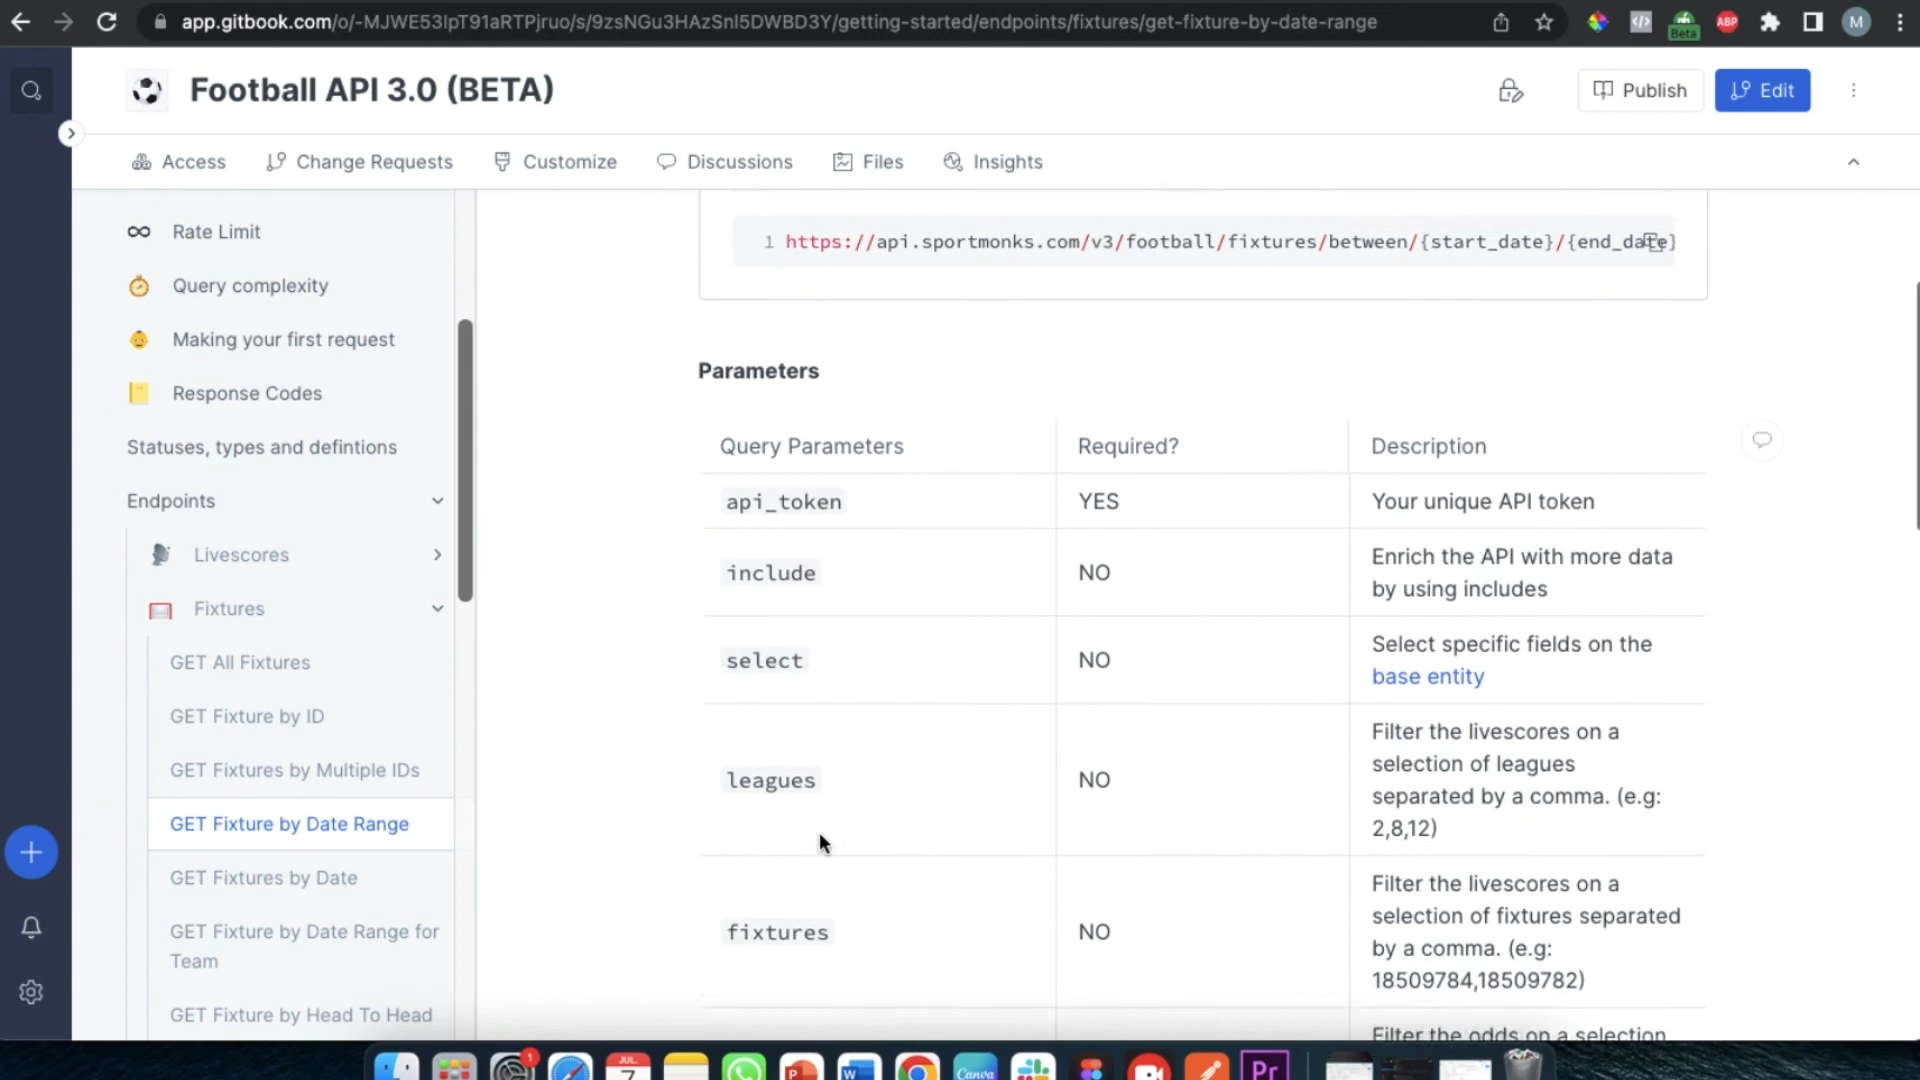 app.gitbook.com/o/-MJWE53IpT91aRTPjruo/s/9zsNGu3HAzSnl5DWBD3Y/getting-started/endpoints/fixtures/get-fixture-by-date-range
Beta
ABP
M
Football API 3.0 (BETA)
Publish
Edit
Access
Change Requests
Customize
Discussions
Files
Insights
Rate Limit
Query complexity
Making your first request
Response Codes
Statuses, types and defintions
Endpoints
Livescores
Fixtures
GET All Fixtures
GET Fixture by ID
GET Fixtures by Multiple IDs
GET Fixture by Date Range
GET Fixtures by Date
GET Fixture by Date Range for
Team
GET Fixture by Head To Head
1 https://api.sportmonks.com/v3/football/fixtures/between/{start_date}/{end_date}
Parameters
Query Parameters
Required?
Description
api_token
YES
Your unique API token
include
NO
Enrich the API with more data
by using includes
select
NO
Select specific fields on the
base entity
leagues
NO
Filter the livescores on a
selection of leagues
separated by a comma. (e.g:
2,8,12)
fixtures
NO
Filter the livescores on a
selection of fixtures separated
by a comma. (e.g:
18509784,18509782)
Filter the odds on a selection
1
JUL.
7
P
W
Canva
Pr